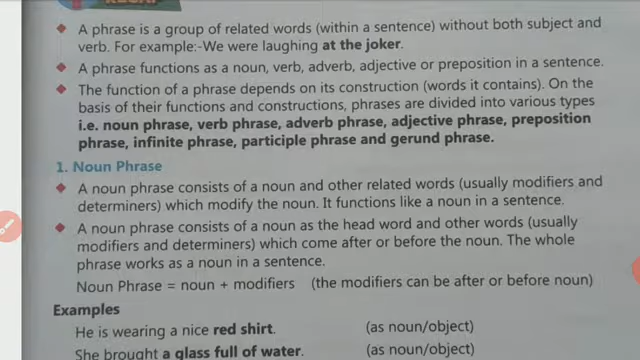 ❖ A phrase is a group of related words (within a sentence) without both subject and
verb. For example:-We were laughing at the joker.
❖ A phrase functions as a noun, verb, adverb, adjective or preposition in a sentence.
❖ The function of a phrase depends on its construction (words it contains). On the
basis of their functions and constructions, phrases are divided into various types
i.e. noun phrase, verb phrase, adverb phrase, adjective phrase, preposition
phrase, infinite phrase, participle phrase and gerund phrase.
1. Noun Phrase
❖ A noun phrase consists of a noun and other related words (usually modifiers and
determiners) which modify the noun. It functions like a noun in a sentence.
❖ A noun phrase consists of a noun as the head word and other words (usually
modifiers and determiners) which come after or before the noun. The whole
phrase works as a noun in a sentence.
Noun Phrase = noun + modifiers (the modifiers can be after or before noun)
Examples
He is wearing a nice red shirt. (as noun/object)
She brought a glass full of water. (as noun/object)